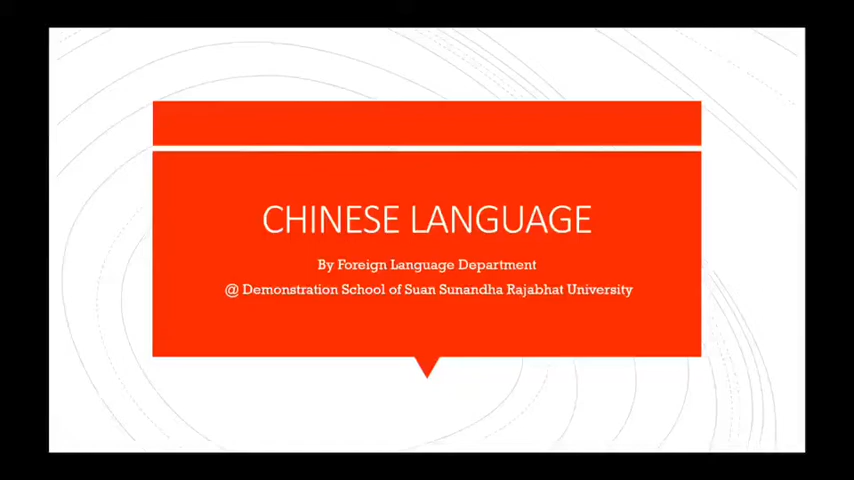 CHINESE LANGUAGE
By Foreign Language Department
@ Demonstration School of Suan Sunandha Rajabhat University